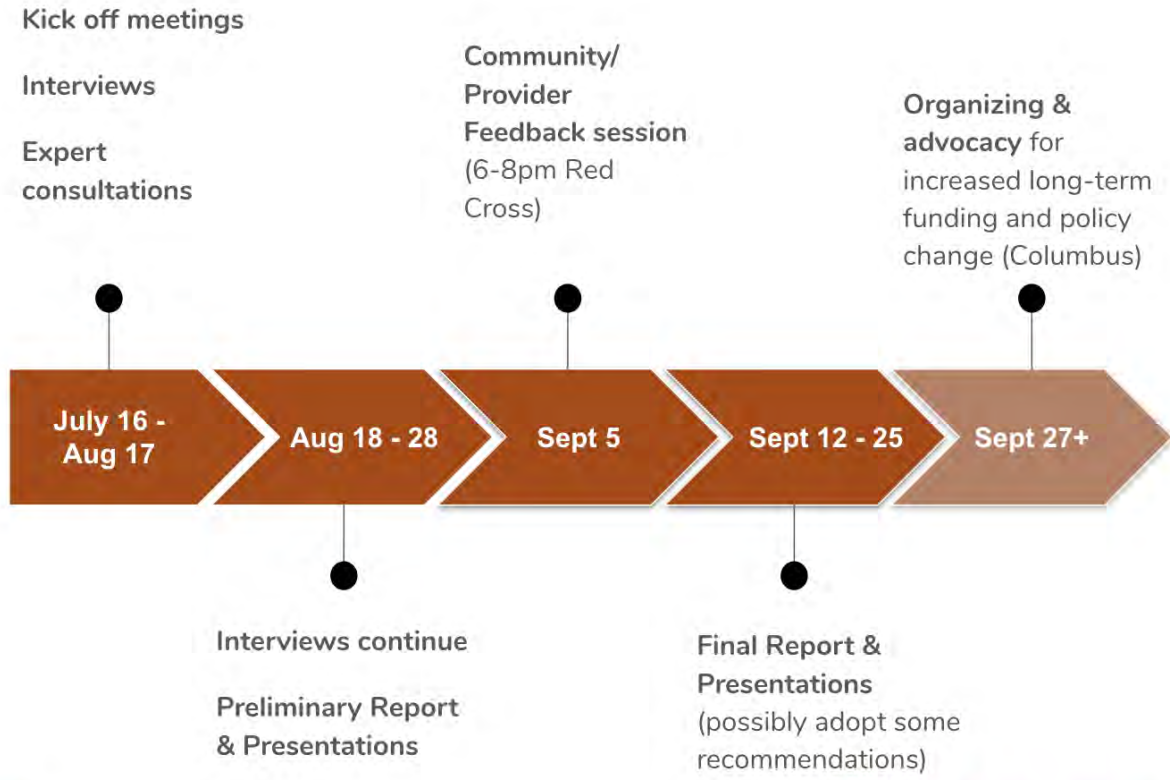 Kick off meetings
Interviews
Expert
consultations
Community/
Provider
Feedback session
(6-8pm Red
Cross)
Organizing &
advocacy for
increased long-term
funding and policy
change (Columbus)
July 16 -
Aug 17
Aug 18 - 28
Sept 5
Sept 12 - 25
Sept 27+
Interviews continue
Preliminary Report
& Presentations
Final Report &
Presentations
(possibly adopt some
recommendations)